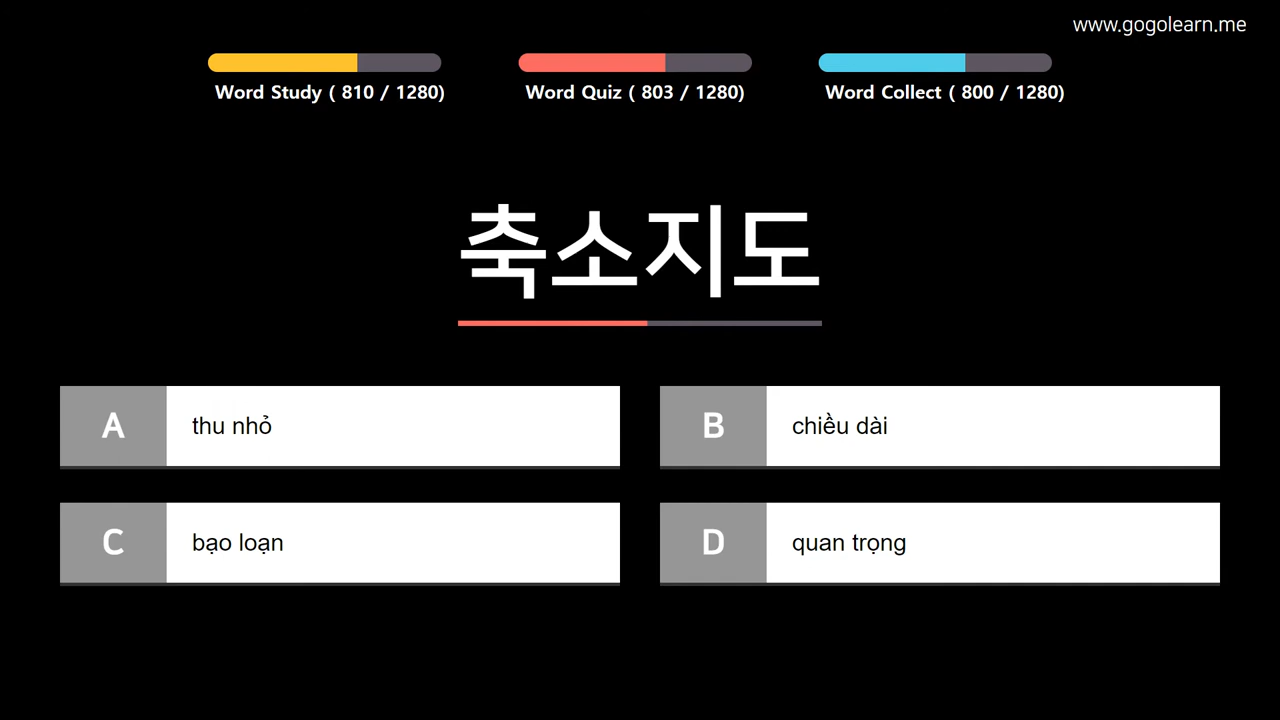 www.gogolearn.me
Word Study ( 810 / 1280)
Word Quiz ( 803 / 1280)
Word Collect ( 800 / 1280)
축소지도
A thu nhỏ
B chiều dài
C bạo loạn
D quan trọng